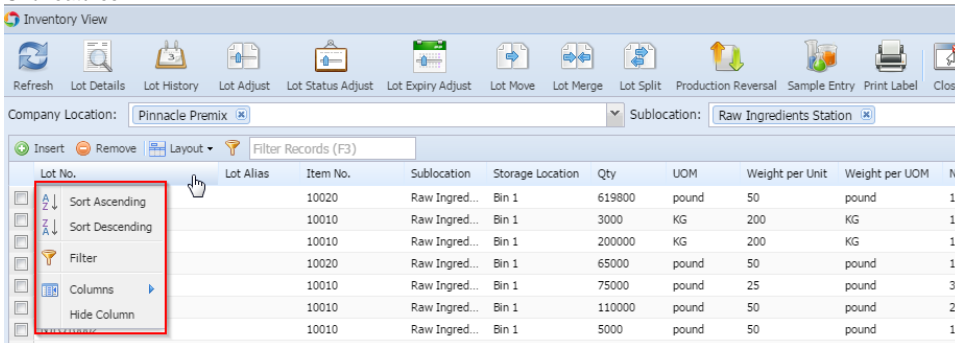 Inventory View
Refresh Lot Details Lot History Lot Adjust Lot Status Adjust Lot Expiry Adjust Lot Move Lot Merge Lot Split Production Reversal Sample Entry Print Label
Company Location: Pinnacle Premix Sublocation: Raw Ingredients Station
Insert Remove Layout Filter Records (F3)
Lot No. Lot Alias Item No. Sublocation Storage Location Qty UOM Weight per Unit Weight per UOM
Sort Ascending 10020 Raw Ingred... Bin 1 619800 pound 50 pound
Sort Descending 10010 Raw Ingred... Bin 1 3000 KG 200 KG
10010 Raw Ingred... Bin 1 200000 KG 200 KG
Filter 10020 Raw Ingred... Bin 1 65000 pound 50 pound
Columns 10010 Raw Ingred... Bin 1 75000 pound 25 pound
Hide Column 10010 Raw Ingred... Bin 1 110000 pound 50 pound
10010 Raw Ingred... Bin 1 5000 pound 50 pound